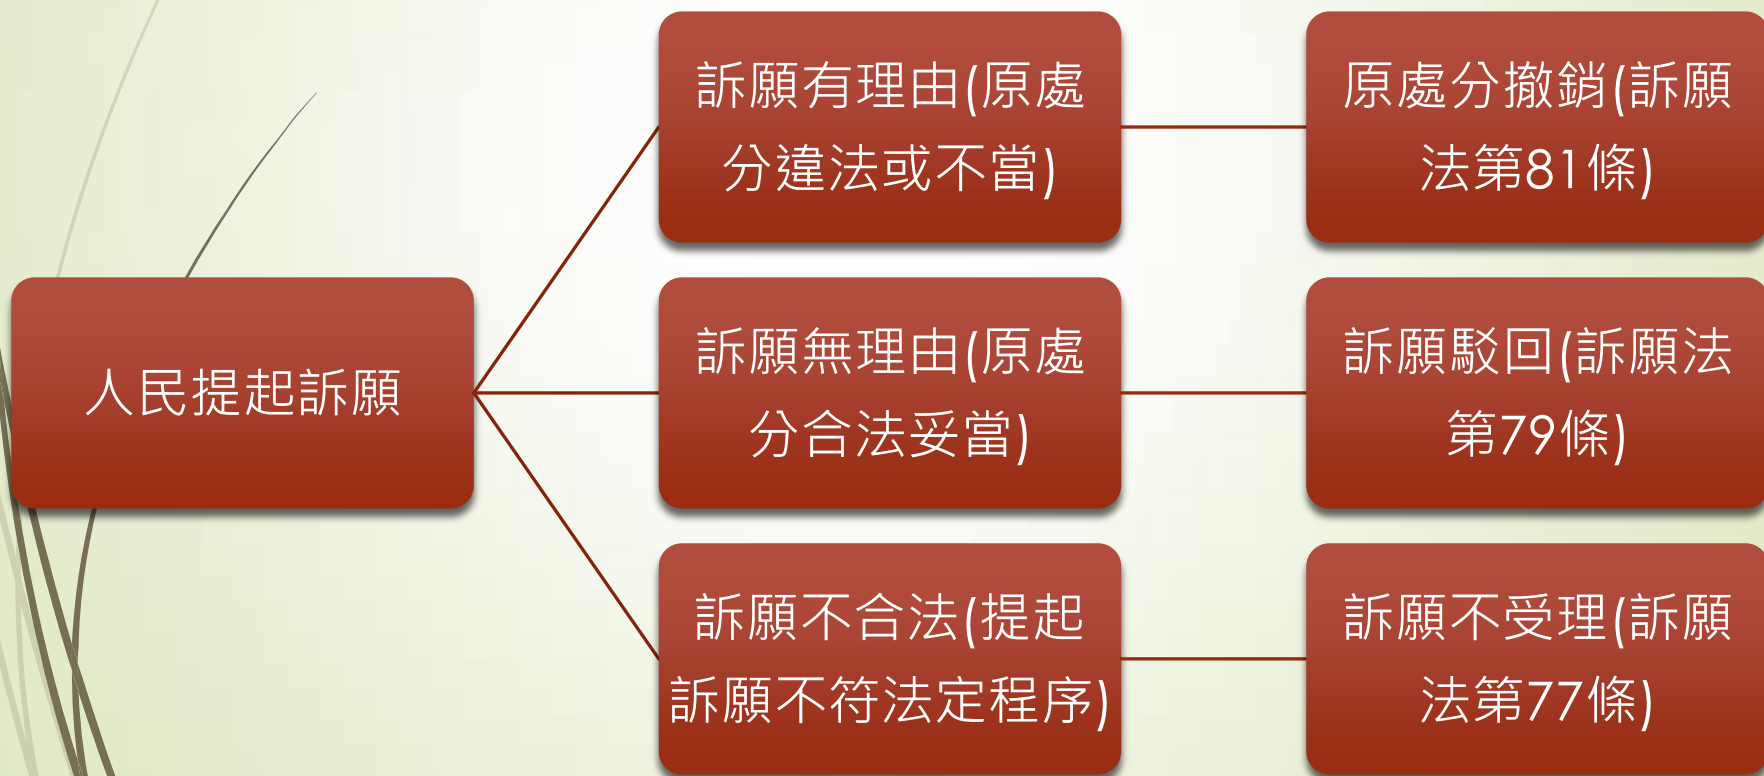 人民提起訴願
訴願有理由(原處
分違法或不當)
原處分撤銷(訴願
法第81條)
訴願無理由(原處
分合法妥當)
訴願駁回(訴願法
第79條)
訴願不合法(提起
訴願不符法定程序)
訴願不受理(訴願
法第77條)